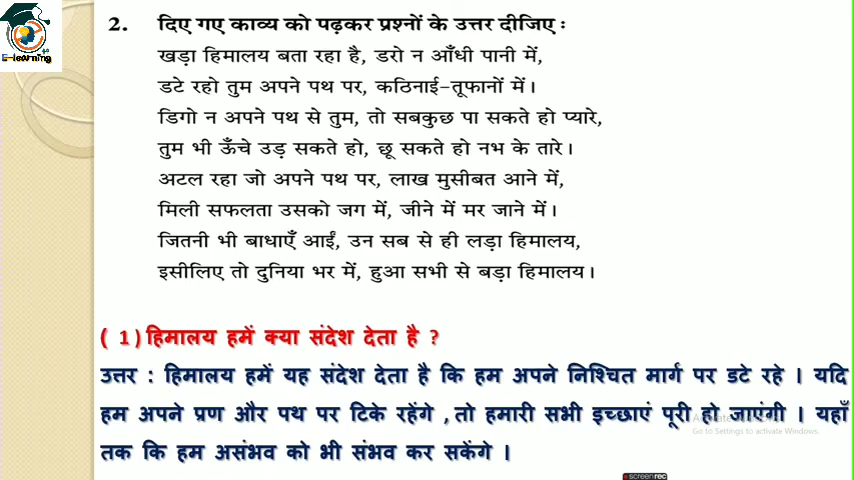 E-learning
2. दिए गए काव्य को पढ़कर प्रश्नों के उत्तर दीजिए :
खड़ा हिमालय बता रहा है, डरो न आँधी पानी में,
डटे रहो तुम अपने पथ पर, कठिनाई-तूफानों में।
डिगो न अपने पथ से तुम, तो सबकुछ पा सकते हो प्यारे,
तुम भी ऊँचे उड़ सकते हो, छू सकते हो नभ के तारे।
अटल रहा जो अपने पथ पर, लाख मुसीबत आने में,
मिली सफलता उसको जग में, जीने में मर जाने में।
जितनी भी बाधाएँ आईं, उन सब से ही लड़ा हिमालय,
इसीलिए तो दुनिया भर में, हुआ सभी से बड़ा हिमालय।
( 1 ) हिमालय हमें क्या संदेश देता है ?
उत्तर : हिमालय हमें यह संदेश देता है कि हम अपने निश्चित मार्ग पर डटे रहे । यदि
हम अपने प्रण और पथ पर टिके रहेंगे , तो हमारी सभी इच्छाएं पूरी हो जाएंगी । यहाँ
तक कि हम असंभव को भी संभव कर सकेंगे ।
Activate Windows
Go to Settings to activate Windows.
screenrec